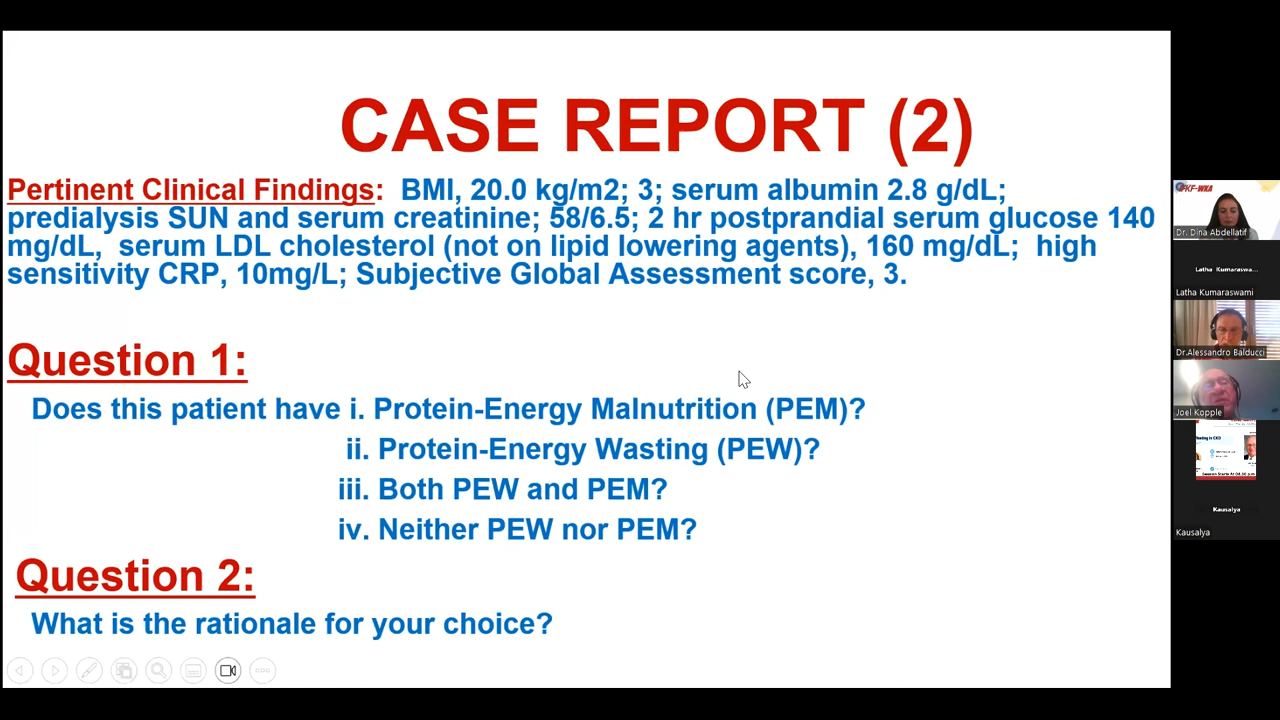 CASE REPORT (2)
Pertinent Clinical Findings: BMI, 20.0 kg/m2; 3; serum albumin 2.8 g/dL;
predialysis SUN and serum creatinine; 58/6.5; 2 hr postprandial serum glucose 140
mg/dL, serum LDL cholesterol (not on lipid lowering agents), 160 mg/dL; high
sensitivity CRP, 10mg/L; Subjective Global Assessment score, 3.
Question 1:
Does this patient have i. Protein-Energy Malnutrition (PEM)?
ii. Protein-Energy Wasting (PEW)?
iii. Both PEW and PEM?
iv. Neither PEW nor PEM?
Question 2:
What is the rationale for your choice?
Dr. Dina Abdellatif
Latha Kumaraswa...
Latha Kumaraswami
Dr.Alessandro Balducci
Joel Kopple
Kausalya
Kausalya